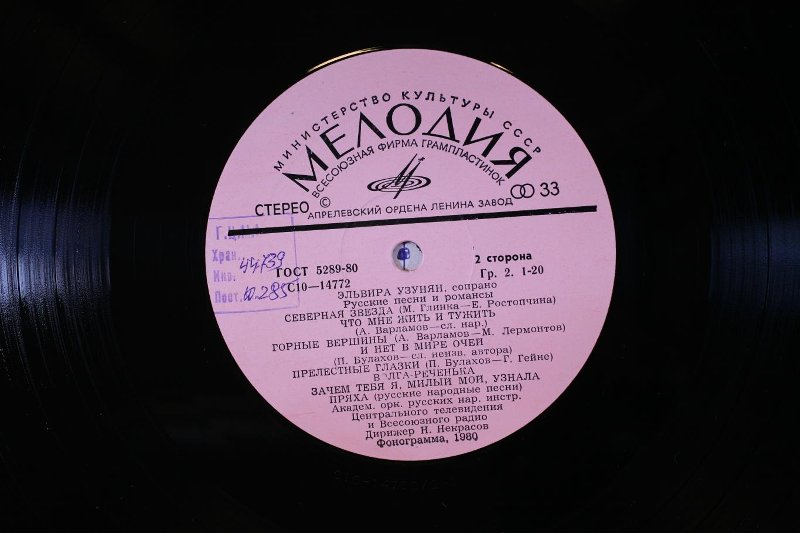 МИНИСТЕРСТВО КУЛЬТУРЫ СССР
МЕЛОДИЯ
ВСЕСОЮЗНАЯ ФИРМА ГРАМПЛАСТИНОК
СТЕРЕО
33
АПРЕЛЕВСКИЙ ОРДЕНА ЛЕНИНА ЗАВОД
Хран.
Инв. 44739
Пост.
ГОСТ 5289-80
С10—14772
2 сторона
Гр. 2. 1-20
ЭЛЬВИРА УЗУНЯН, сопрано
Русские песни и романсы
СЕВЕРНАЯ ЗВЕЗДА (М. Глинка—Е. Ростопчина)
ЧТО МНЕ ЖИТЬ И ТУЖИТЬ
(А. Варламов—сл. нар.)
ГОРНЫЕ ВЕРШИНЫ (А. Варламов—М. Лермонтов)
И НЕТ В МИРЕ ОЧЕЙ
(П. Булахов—сл. неизв. автора)
ПРЕЛЕСТНЫЕ ГЛАЗКИ (П. Булахов—Г. Гейне)
В ЛГА-РЕЧЕНЬКА
ЗАЧЕМ ТЕБЯ Я, МИЛЫЙ МОЙ, УЗНАЛА
ПРЯХА (русские народные песни)
Академ. орк. русских нар. инстр.
Центрального телевидения
и Всесоюзного радио
Дирижер Н. Некрасов
Фонограмма, 1980